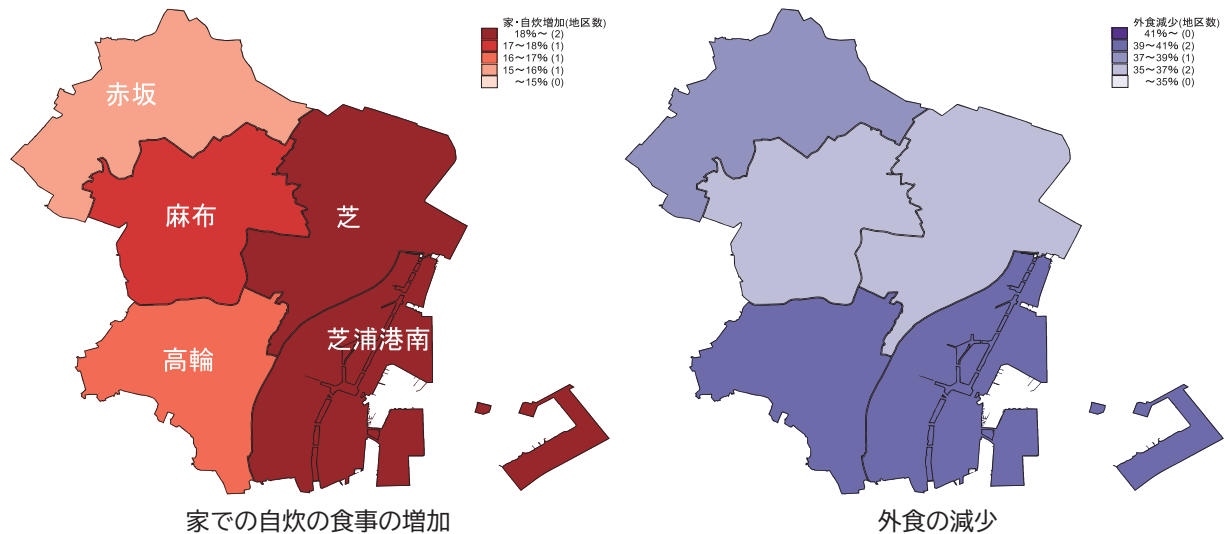 家・自炊増加(地区数)
18%〜 (2)
17〜18% (1)
16〜17% (1)
15〜16% (1)
〜15% (0)
赤坂
麻布
芝
芝浦港南
高輪
家での自炊の食事の増加
外食減少(地区数)
41%〜 (0)
39〜41% (2)
37〜39% (1)
35〜37% (2)
〜35% (0)
外食の減少